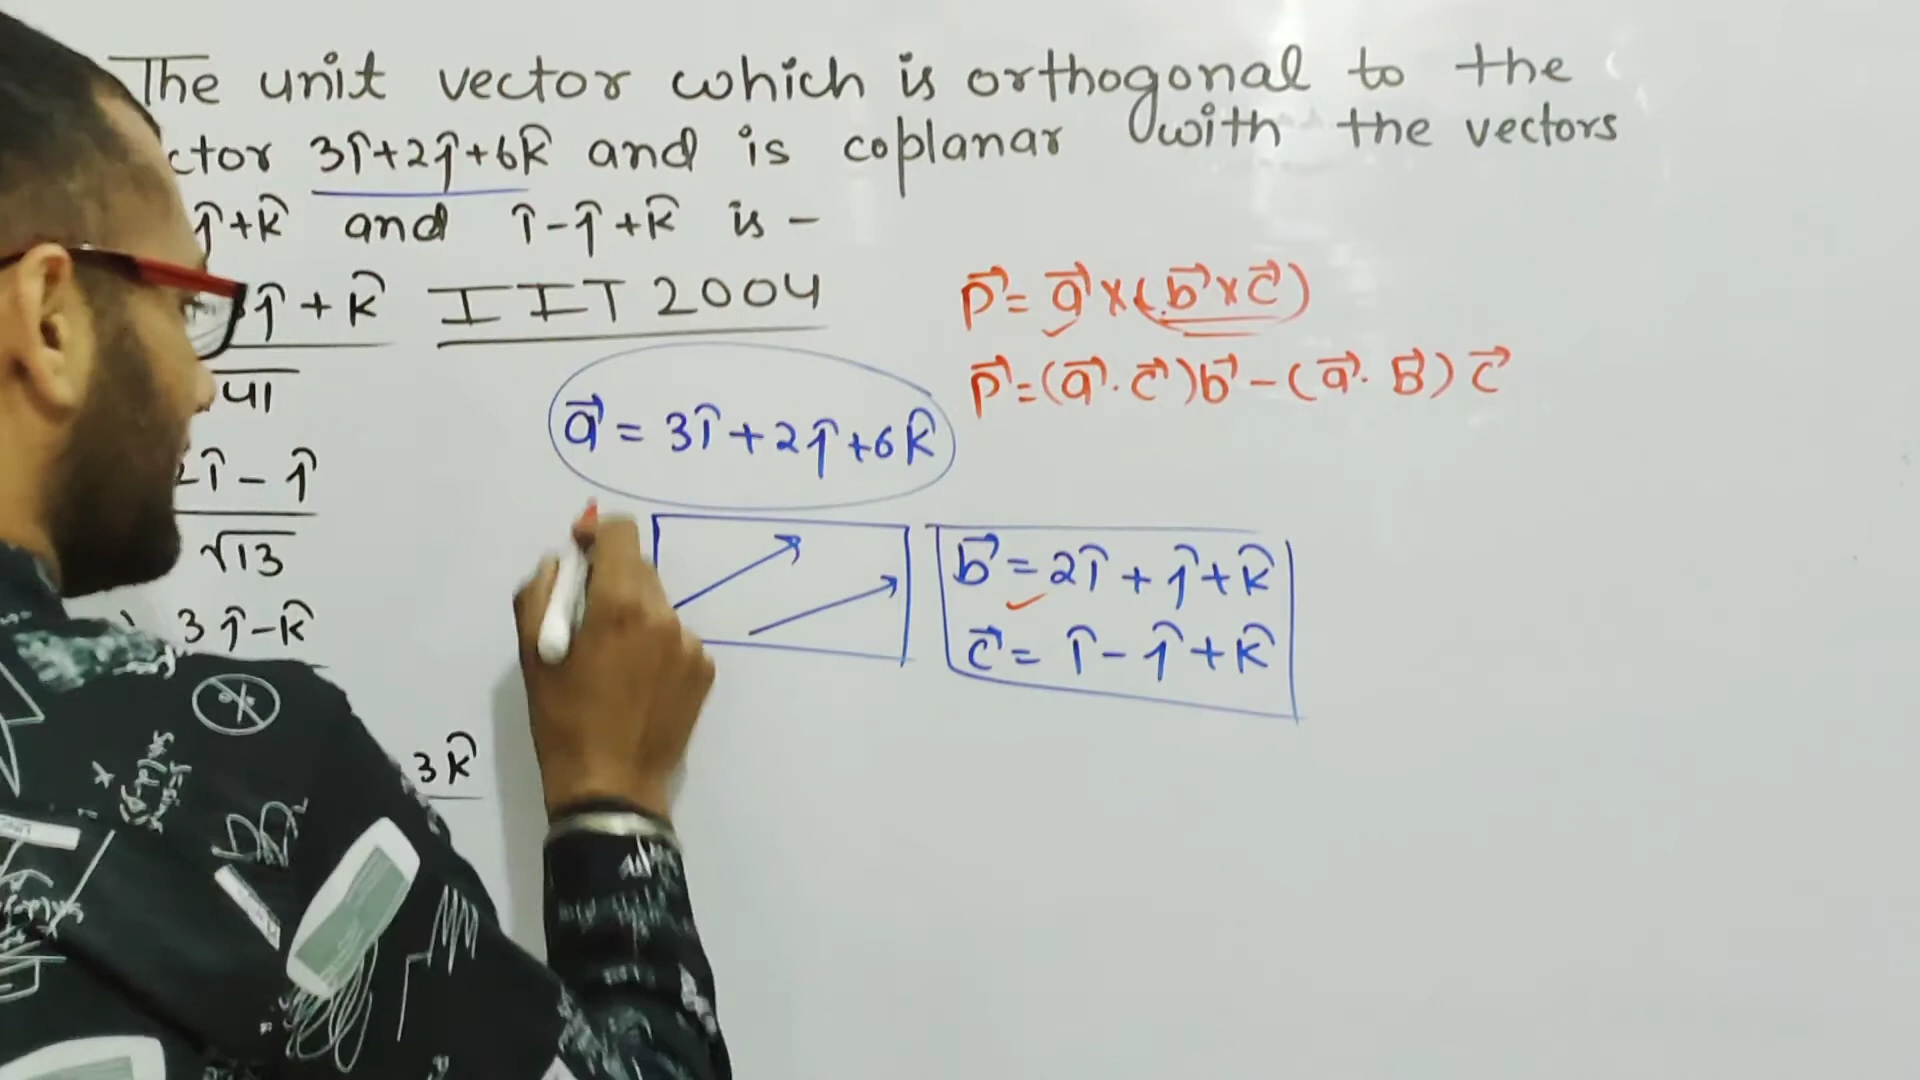 The unit vector which is orthogonal to the
ctor 3î+2ĵ+6k̂ and is coplanar with the vectors
ĵ+k̂ and î-ĵ+k̂ is -
ĵ+k̂ IIT 2004
41
2î-ĵ
√13
3ĵ-k̂
3k̂
p⃗=a⃗×(b⃗×c⃗)
p⃗=(a⃗.c⃗)b⃗-(a⃗.b⃗)c⃗
a⃗=3î+2ĵ+6k̂
b⃗=2î+ĵ+k̂
c⃗=î-ĵ+k̂